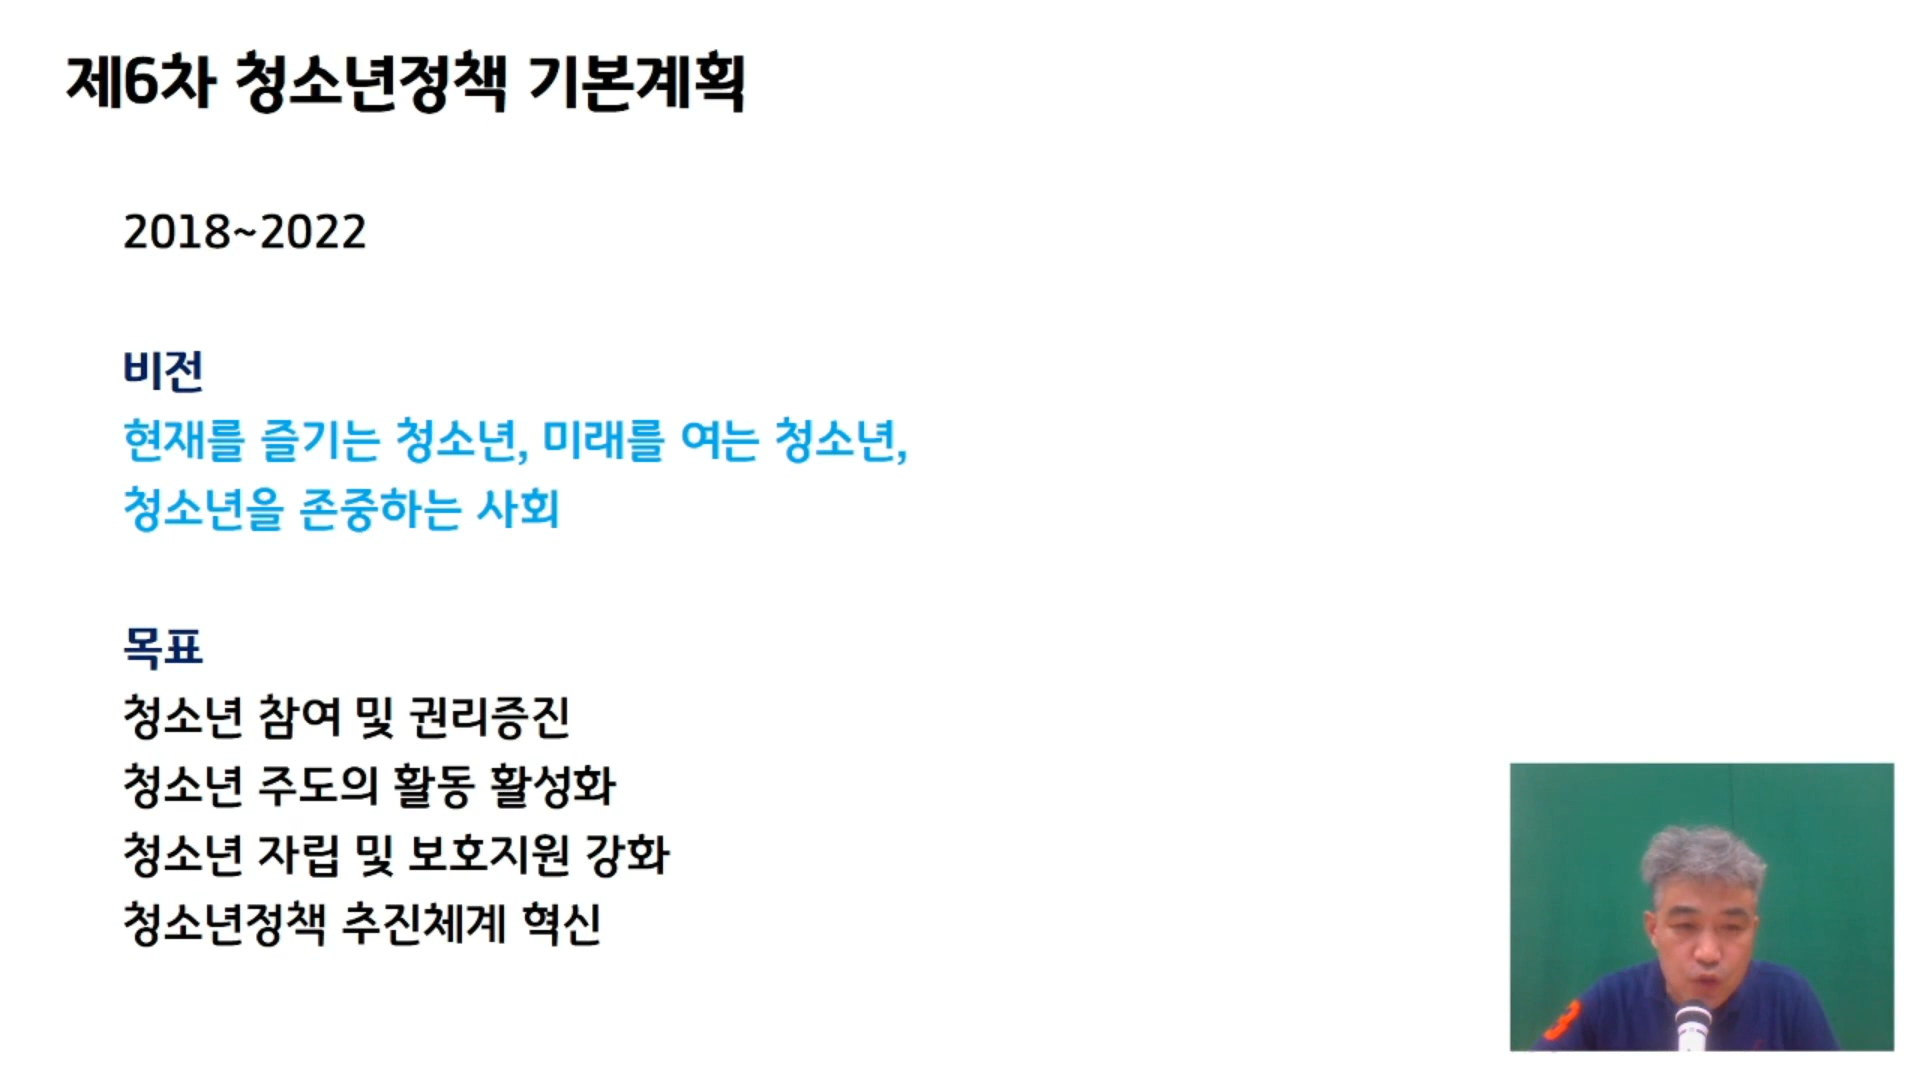 제6차 청소년정책 기본계획
2018~2022
비전
현재를 즐기는 청소년, 미래를 여는 청소년,
청소년을 존중하는 사회
목표
청소년 참여 및 권리증진
청소년 주도의 활동 활성화
청소년 자립 및 보호지원 강화
청소년정책 추진체계 혁신
3